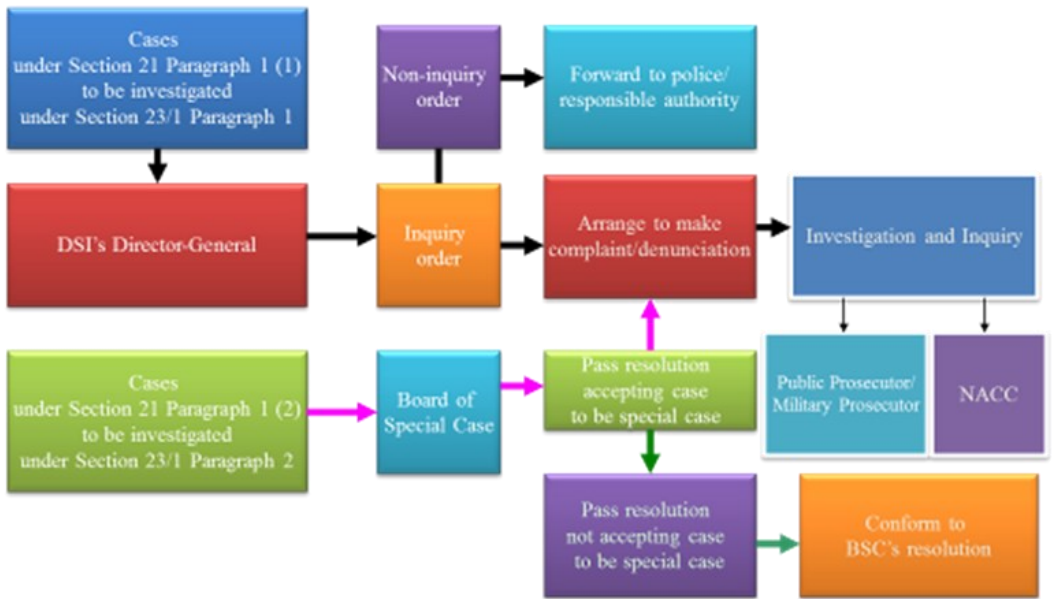 Cases
under Section 21 Paragraph 1 (1)
to be investigated
under Section 23/1 Paragraph 1
Non-inquiry
order
Forward to police/
responsible authority
DSI's Director-General
Inquiry
order
Arrange to make
complaint/denunciation
Investigation and Inquiry
Cases
under Section 21 Paragraph 1 (2)
to be investigated
under Section 23/1 Paragraph 2
Board of
Special Case
Pass resolution
accepting case
to be special case
Public Prosecutor/
Military Prosecutor
NACC
Pass resolution
not accepting case
to be special case
Conform to
BSC's resolution